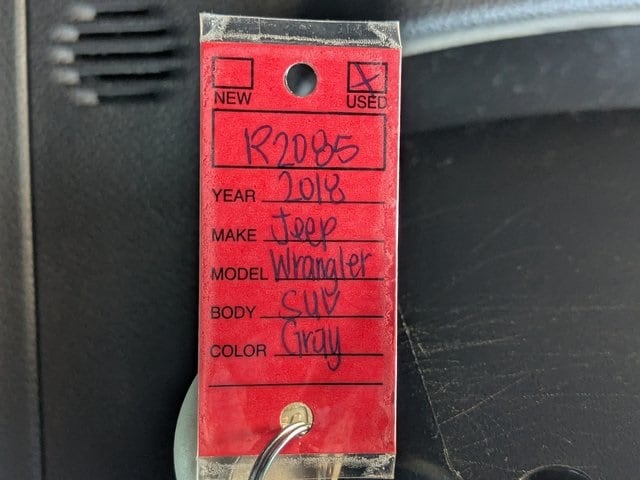 NEW USED
R2085
YEAR 2018
MAKE Jeep
MODEL Wrangler
BODY SUV
COLOR Gray